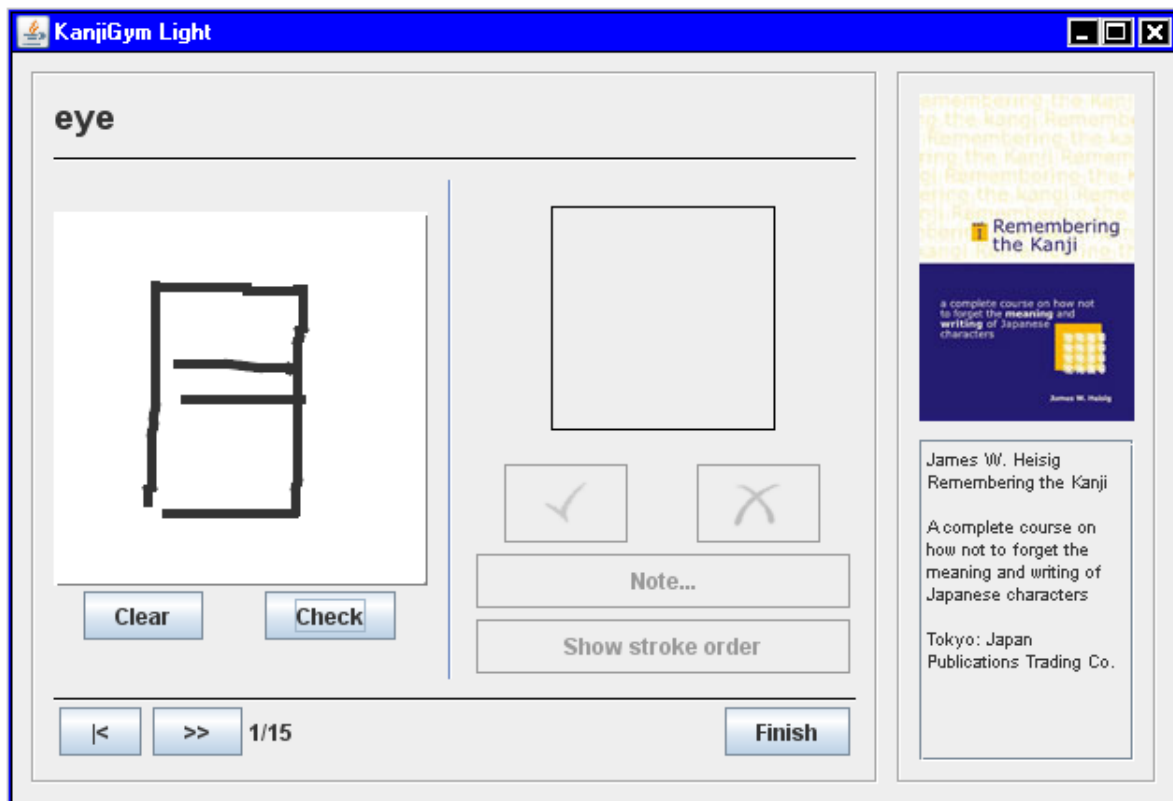 KanjiGym Light
eye
目
Clear
Check
Note...
Show stroke order
|<
>>
1/15
Finish
Remembering
the Kanji
a complete course on how not
to forget the meaning and
writing of Japanese
characters
James W. Heisig
James W. Heisig
Remembering the Kanji
A complete course on
how not to forget the
meaning and writing of
Japanese characters
Tokyo: Japan
Publications Trading Co.